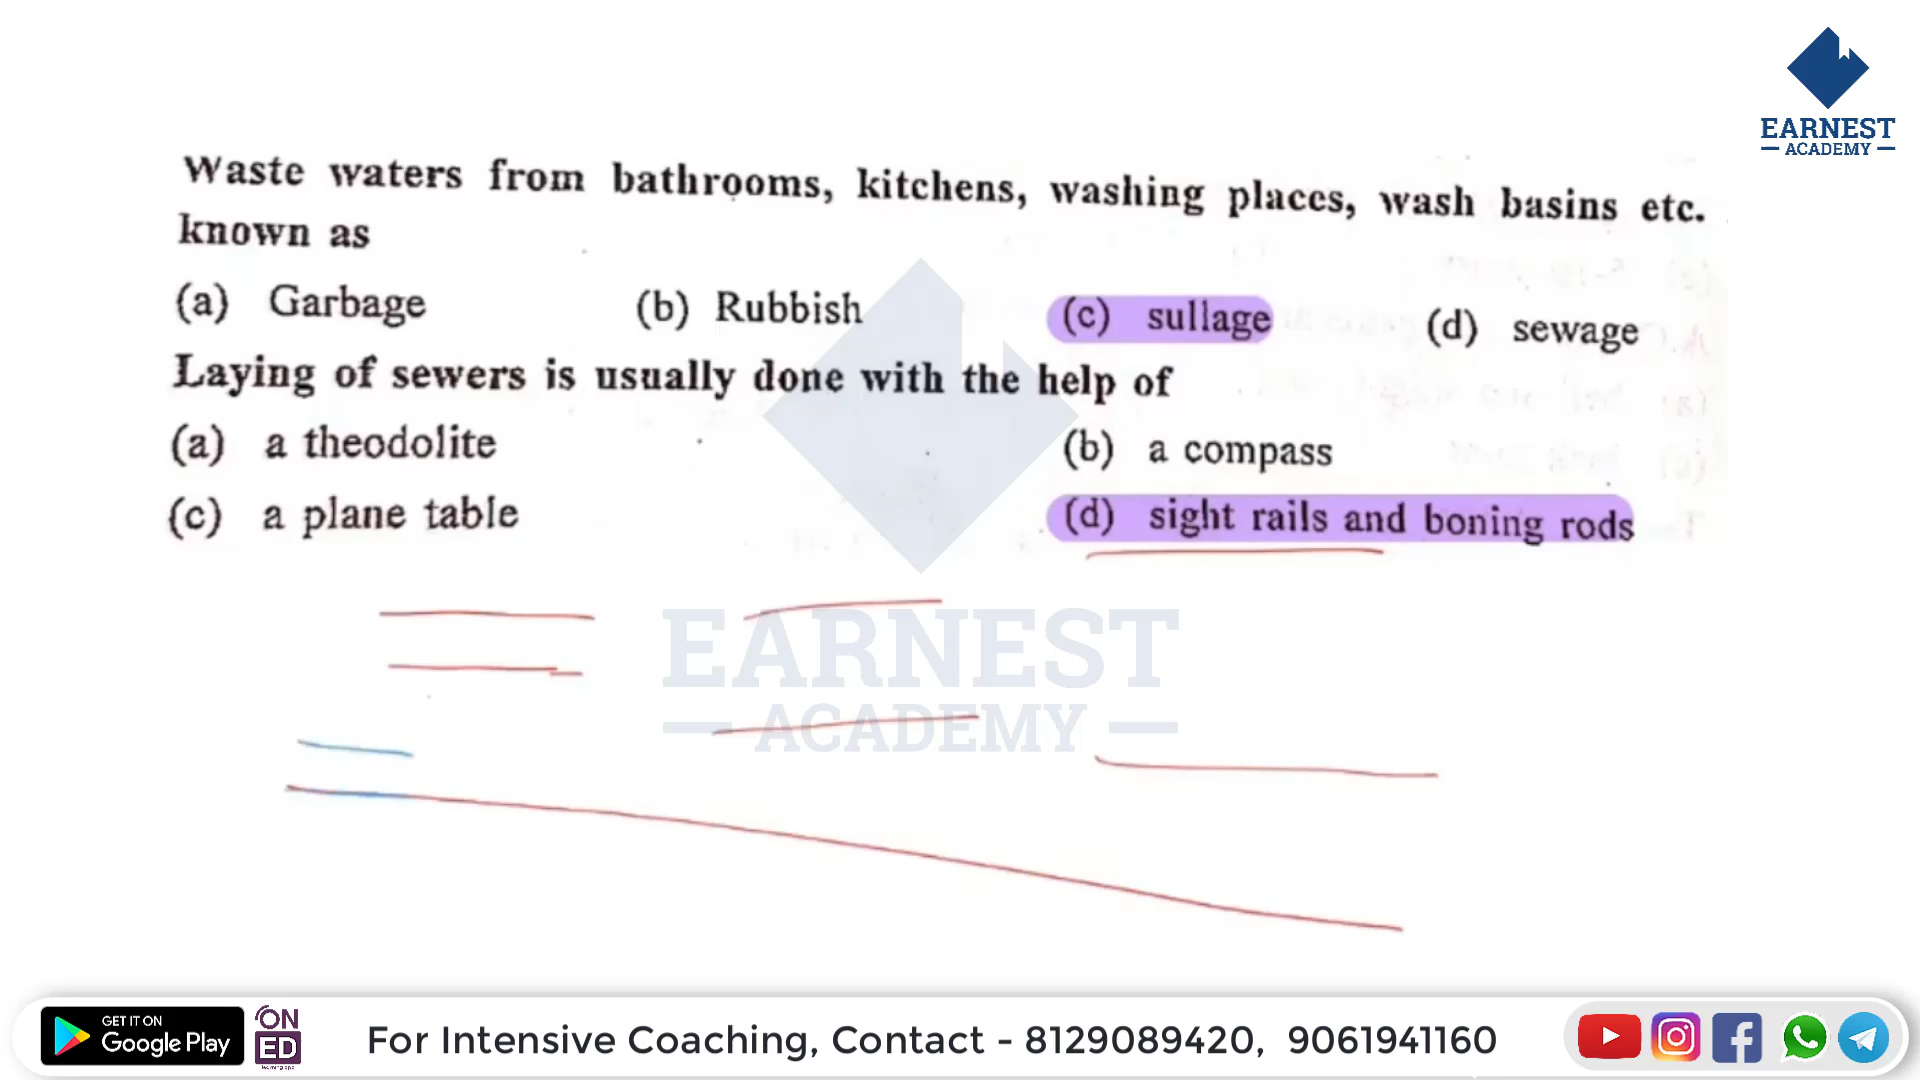 EARNEST
ACADEMY
Waste waters from bathrooms, kitchens, washing places, wash basins etc.
known as
(a) Garbage (b) Rubbish (c) sullage (d) sewage
Laying of sewers is usually done with the help of
(a) a theodolite (b) a compass
(c) a plane table (d) sight rails and boning rods
EARNEST
ACADEMY
GET IT ON
Google Play
ON
ED
For Intensive Coaching, Contact - 8129089420, 9061941160